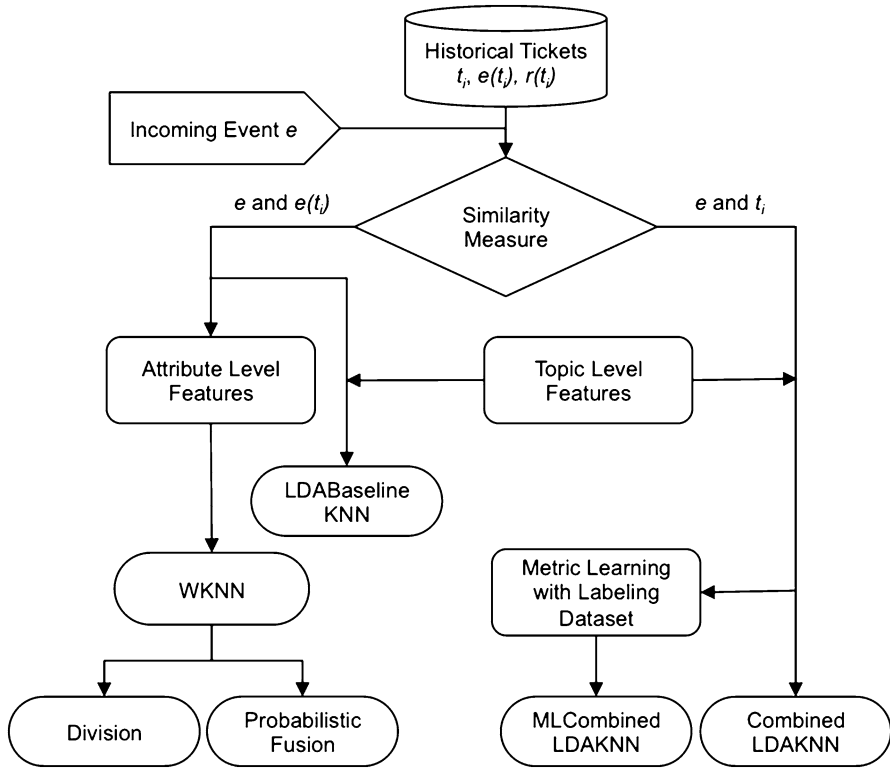 Historical Tickets
tᵢ, e(tᵢ), r(tᵢ)
Incoming Event e
e and e(tᵢ)
Similarity
Measure
e and tᵢ
Attribute Level
Features
Topic Level
Features
LDABaseline
KNN
WKNN
Metric Learning
with Labeling
Dataset
Division
Probabilistic
Fusion
MLCombined
LDAKNN
Combined
LDAKNN